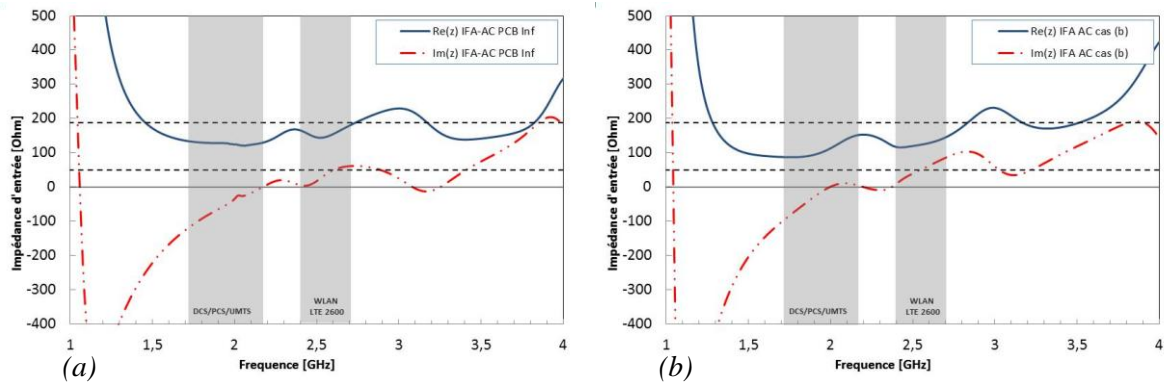 500
400
300
200
100
0
-100
-200
-300
-400
Impédance d'entrée [Ohm]
Re(z) IFA-AC PCB Inf
Im(z) IFA-AC PCB Inf
DCS/PCS/UMTS
WLAN
LTE 2600
1 1,5 2 2,5 3 3,5 4
Frequence [GHz]
(a)
500
400
300
200
100
0
-100
-200
-300
-400
Impédance d'entrée [Ohm]
Re(z) IFA AC cas (b)
Im(z) IFA AC cas (b)
DCS/PCS/UMTS
WLAN
LTE 2600
1 1,5 2 2,5 3 3,5 4
Frequence [GHz]
(b)